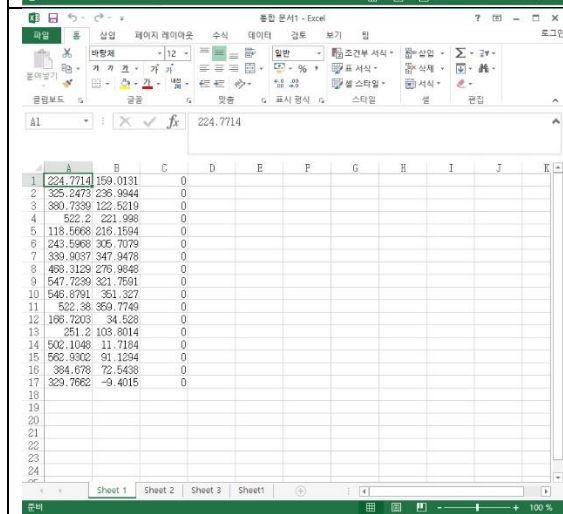 통합 문서1 - Excel
파일 홈 삽입 페이지 레이아웃 수식 데이터 검토 보기 팀 로그인
붙여넣기 바탕체 12 일반 조건부 서식 삽입
가 가 가 가 가 % 표 서식 삭제
내천 셀 스타일 서식
클립보드 글꼴 맞춤 표시 형식 스타일 셀 편집
A1 fx 224.7714
A B C D E F G H I J K
1 224.7714 159.0131 0
2 325.2473 236.9944 0
3 380.7339 122.5219 0
4 522.2 221.998 0
5 118.5668 216.1594 0
6 243.5968 305.7079 0
7 339.9037 347.9478 0
8 468.3129 276.9848 0
9 547.7239 321.7591 0
10 546.8791 351.327 0
11 522.38 359.7749 0
12 166.7203 34.528 0
13 251.2 103.8014 0
14 502.1048 11.7184 0
15 562.9302 91.1294 0
16 384.678 72.5438 0
17 329.7662 -9.4015 0
18
19
20
21
22
23
24
Sheet 1 Sheet 2 Sheet 3 Sheet1
준비 100 %